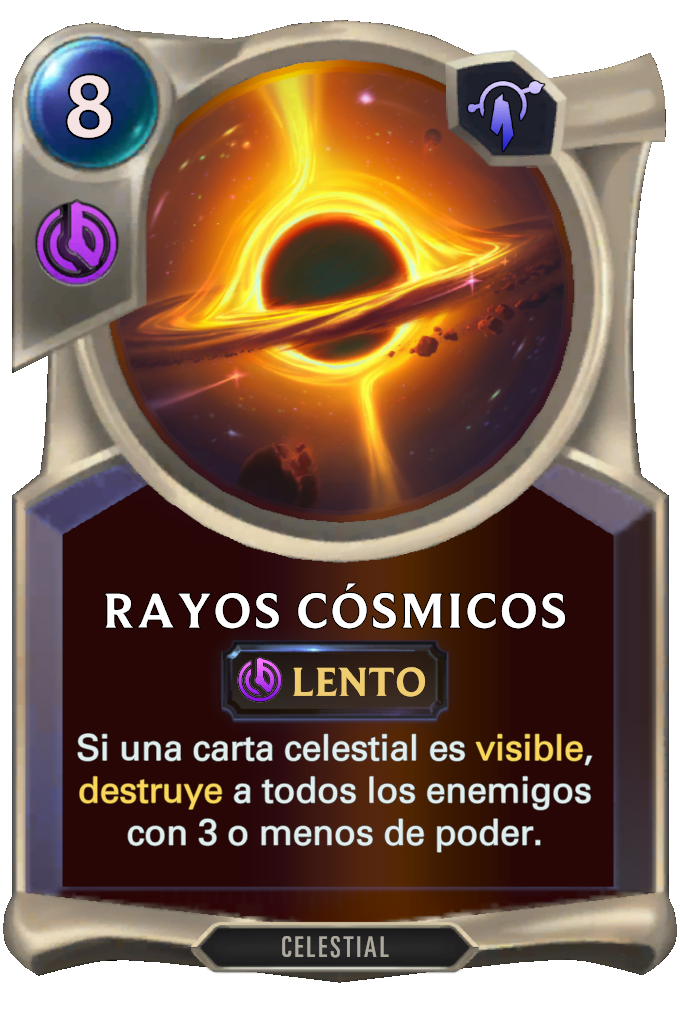 8
RAYOS CÓSMICOS
LENTO
Si una carta celestial es visible,
destruye a todos los enemigos
con 3 o menos de poder.
CELESTIAL